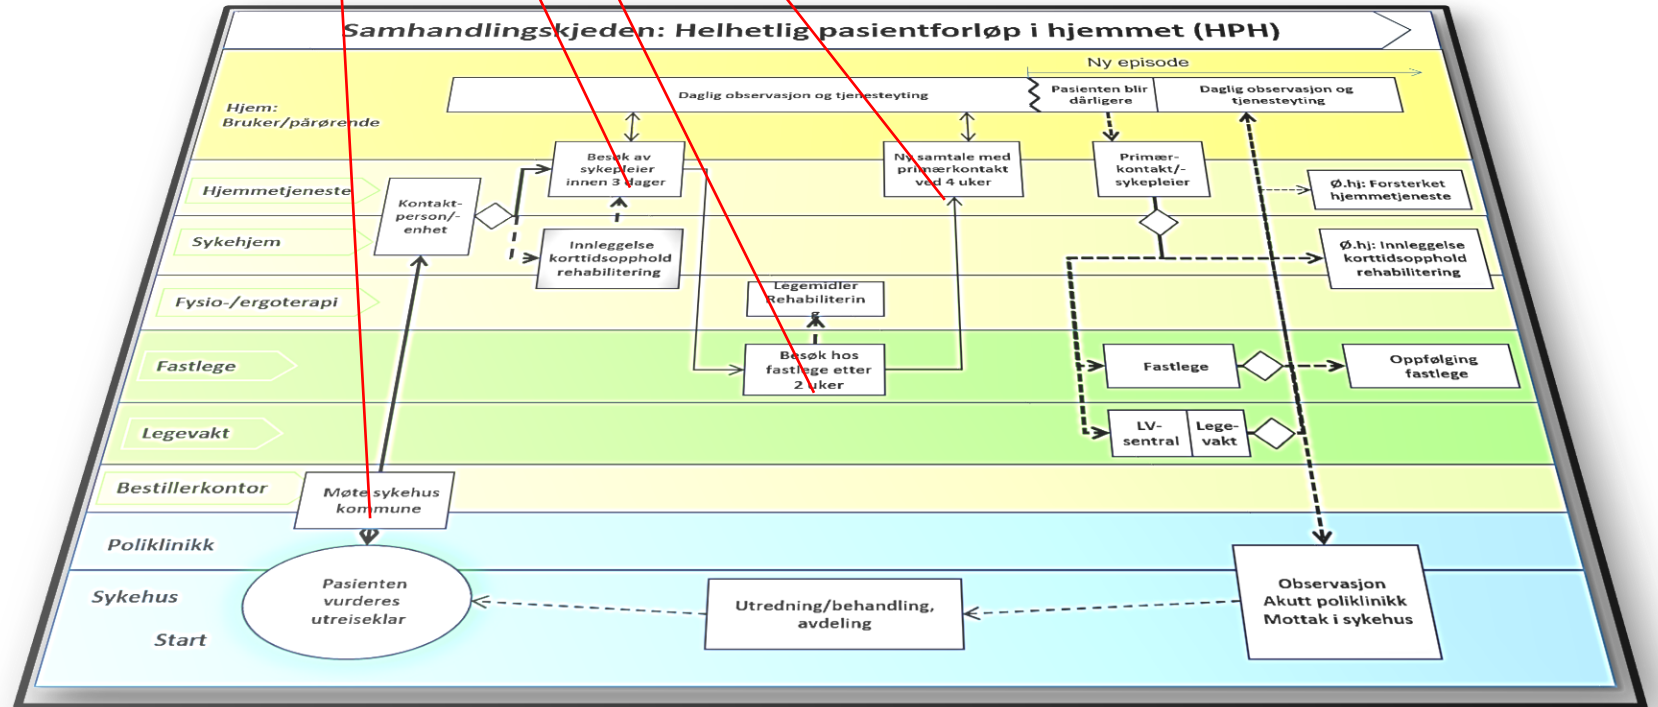 Samhandlingskjeden: Helhetlig pasientforløp i hjemmet (HPH)
Ny episode
Hjem:
Bruker/pårørende
Daglig observasjon og tjenesteyting
Pasienten blir
dårligere
Daglig observasjon og
tjenesteyting
Hjemmetjeneste
Besøk av
sykepleier
innen 3 dager
Ny samtale med
primærkontakt
ved 4 uker
Primær-
kontakt/-
sykepleier
Ø.hj: Forsterket
hjemmetjeneste
Kontakt-
person/-
enhet
Sykehjem
Innleggelse
korttidsopphold
rehabilitering
Ø.hj: Innleggelse
korttidsopphold
rehabilitering
Fysio-/ergoterapi
Legemidler
Rehabiliterin
g
Fastlege
Besøk hos
fastlege etter
2 uker
Fastlege
Oppfølging
fastlege
Legevakt
LV-
sentral
Lege-
vakt
Bestillerkontor
Møte sykehus
kommune
Poliklinikk
Sykehus
Start
Pasienten
vurderes
utreiseklar
Utredning/behandling,
avdeling
Observasjon
Akutt poliklinikk
Mottak i sykehus